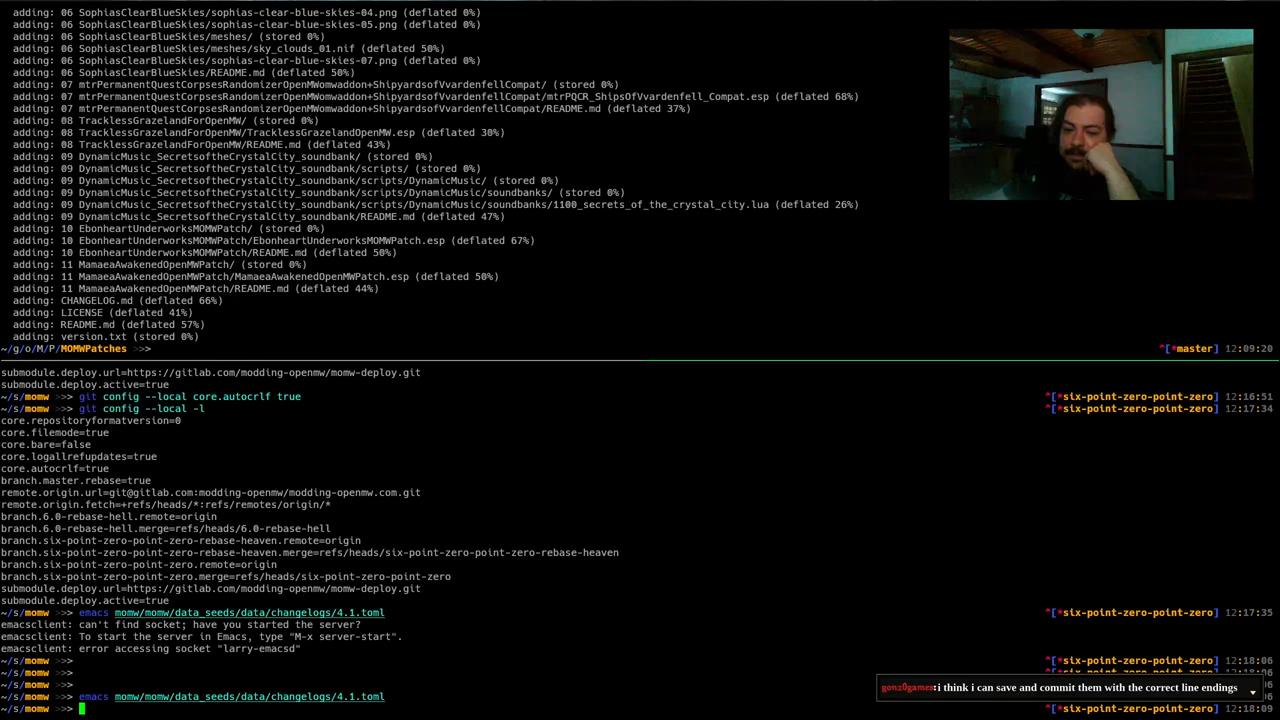 adding: 06 SophiasClearBlueSkies/sophias-clear-blue-skies-04.png (deflated 0%)
adding: 06 SophiasClearBlueSkies/sophias-clear-blue-skies-05.png (deflated 0%)
adding: 06 SophiasClearBlueSkies/meshes/ (stored 0%)
adding: 06 SophiasClearBlueSkies/meshes/sky_clouds_01.nif (deflated 50%)
adding: 06 SophiasClearBlueSkies/sophias-clear-blue-skies-07.png (deflated 0%)
adding: 06 SophiasClearBlueSkies/README.md (deflated 50%)
adding: 07 mtrPermanentQuestCorpsesRandomizerOpenMWomwaddon+ShipyardsofVvardenfellCompat/ (stored 0%)
adding: 07 mtrPermanentQuestCorpsesRandomizerOpenMWomwaddon+ShipyardsofVvardenfellCompat/mtrPQCR_ShipsOfVvardenfell_Compat.esp (deflated 68%)
adding: 07 mtrPermanentQuestCorpsesRandomizerOpenMWomwaddon+ShipyardsofVvardenfellCompat/README.md (deflated 37%)
adding: 08 TracklessGrazelandForOpenMW/ (stored 0%)
adding: 08 TracklessGrazelandForOpenMW/TracklessGrazelandOpenMW.esp (deflated 30%)
adding: 08 TracklessGrazelandForOpenMW/README.md (deflated 43%)
adding: 09 DynamicMusic_SecretsoftheCrystalCity_soundbank/ (stored 0%)
adding: 09 DynamicMusic_SecretsoftheCrystalCity_soundbank/scripts/ (stored 0%)
adding: 09 DynamicMusic_SecretsoftheCrystalCity_soundbank/scripts/DynamicMusic/ (stored 0%)
adding: 09 DynamicMusic_SecretsoftheCrystalCity_soundbank/scripts/DynamicMusic/soundbanks/ (stored 0%)
adding: 09 DynamicMusic_SecretsoftheCrystalCity_soundbank/scripts/DynamicMusic/soundbanks/1100_secrets_of_the_crystal_city.lua (deflated 26%)
adding: 09 DynamicMusic_SecretsoftheCrystalCity_soundbank/README.md (deflated 47%)
adding: 10 EbonheartUnderworksMOMWPatch/ (stored 0%)
adding: 10 EbonheartUnderworksMOMWPatch/EbonheartUnderworksMOMWPatch.esp (deflated 67%)
adding: 10 EbonheartUnderworksMOMWPatch/README.md (deflated 50%)
adding: 11 MamaeaAwakenedOpenMWPatch/ (stored 0%)
adding: 11 MamaeaAwakenedOpenMWPatch/MamaeaAwakenedOpenMWPatch.esp (deflated 50%)
adding: 11 MamaeaAwakenedOpenMWPatch/README.md (deflated 44%)
adding: CHANGELOG.md (deflated 66%)
adding: LICENSE (deflated 41%)
adding: README.md (deflated 57%)
adding: version.txt (stored 0%)
~/g/o/M/P/MOMWPatches >>> ^[*master] 12:09:20
submodule.deploy.url=https://gitlab.com/modding-openmw/momw-deploy.git
submodule.deploy.active=true
~/s/momw >>> git config --local core.autocrlf true ^[*six-point-zero-point-zero] 12:16:51
~/s/momw >>> git config --local -l ^[*six-point-zero-point-zero] 12:17:34
core.repositoryformatversion=0
core.filemode=true
core.bare=false
core.logallrefupdates=true
core.autocrlf=true
branch.master.rebase=true
remote.origin.url=git@gitlab.com:modding-openmw/modding-openmw.com.git
remote.origin.fetch=+refs/heads/*:refs/remotes/origin/*
branch.6.0-rebase-hell.remote=origin
branch.6.0-rebase-hell.merge=refs/heads/6.0-rebase-hell
branch.six-point-zero-point-zero-rebase-heaven.remote=origin
branch.six-point-zero-point-zero-rebase-heaven.merge=refs/heads/six-point-zero-point-zero-rebase-heaven
branch.six-point-zero-point-zero.remote=origin
branch.six-point-zero-point-zero.merge=refs/heads/six-point-zero-point-zero
submodule.deploy.url=https://gitlab.com/modding-openmw/momw-deploy.git
submodule.deploy.active=true
~/s/momw >>> emacs momw/momw/data_seeds/data/changelogs/4.1.toml ^[*six-point-zero-point-zero] 12:17:35
emacsclient: can't find socket; have you started the server?
emacsclient: To start the server in Emacs, type "M-x server-start".
emacsclient: error accessing socket "larry-emacsd"
~/s/momw >>> ^[*six-point-zero-point-zero] 12:18:06
~/s/momw >>>
~/s/momw >>>
gonz0games: i think i can save and commit them with the correct line endings
~/s/momw >>> emacs momw/momw/data_seeds/data/changelogs/4.1.toml
~/s/momw >>> ^[*six-point-zero-point-zero] 12:18:09